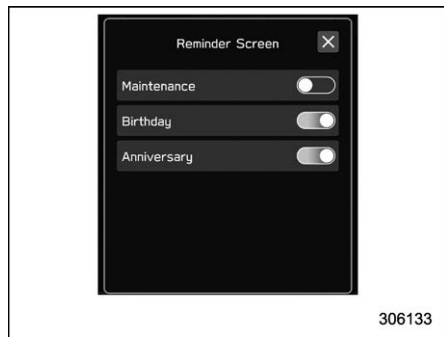 Reminder Screen
Maintenance
Birthday
Anniversary
306133